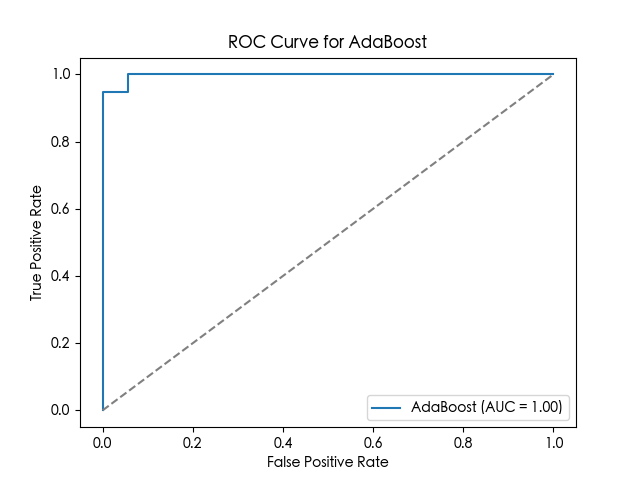 ROC Curve for AdaBoost
True Positive Rate
1.0
0.8
0.6
0.4
0.2
0.0
0.0 0.2 0.4 0.6 0.8 1.0
False Positive Rate
AdaBoost (AUC = 1.00)